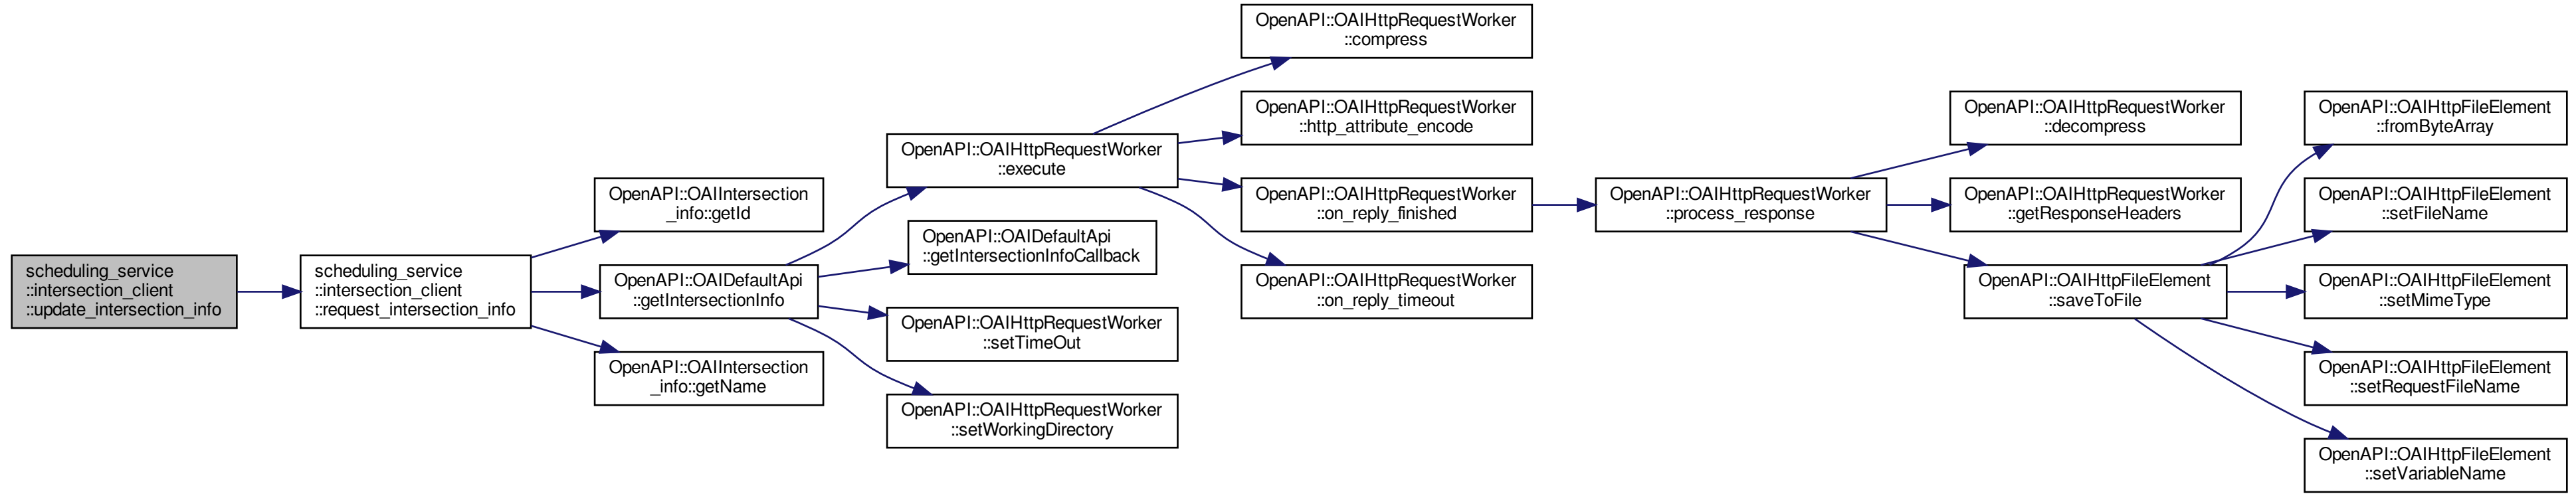 scheduling_service
::intersection_client
::update_intersection_info
scheduling_service
::intersection_client
::request_intersection_info
OpenAPI::OAIIntersection
_info::getId
OpenAPI::OAIDefaultApi
::getIntersectionInfo
OpenAPI::OAIIntersection
_info::getName
OpenAPI::OAIHttpRequestWorker
::execute
OpenAPI::OAIDefaultApi
::getIntersectionInfoCallback
OpenAPI::OAIHttpRequestWorker
::setTimeOut
OpenAPI::OAIHttpRequestWorker
::setWorkingDirectory
OpenAPI::OAIHttpRequestWorker
::compress
OpenAPI::OAIHttpRequestWorker
::http_attribute_encode
OpenAPI::OAIHttpRequestWorker
::on_reply_finished
OpenAPI::OAIHttpRequestWorker
::on_reply_timeout
OpenAPI::OAIHttpRequestWorker
::process_response
OpenAPI::OAIHttpRequestWorker
::decompress
OpenAPI::OAIHttpRequestWorker
::getResponseHeaders
OpenAPI::OAIHttpFileElement
::saveToFile
OpenAPI::OAIHttpFileElement
::fromByteArray
OpenAPI::OAIHttpFileElement
::setFileName
OpenAPI::OAIHttpFileElement
::setMimeType
OpenAPI::OAIHttpFileElement
::setRequestFileName
OpenAPI::OAIHttpFileElement
::setVariableName